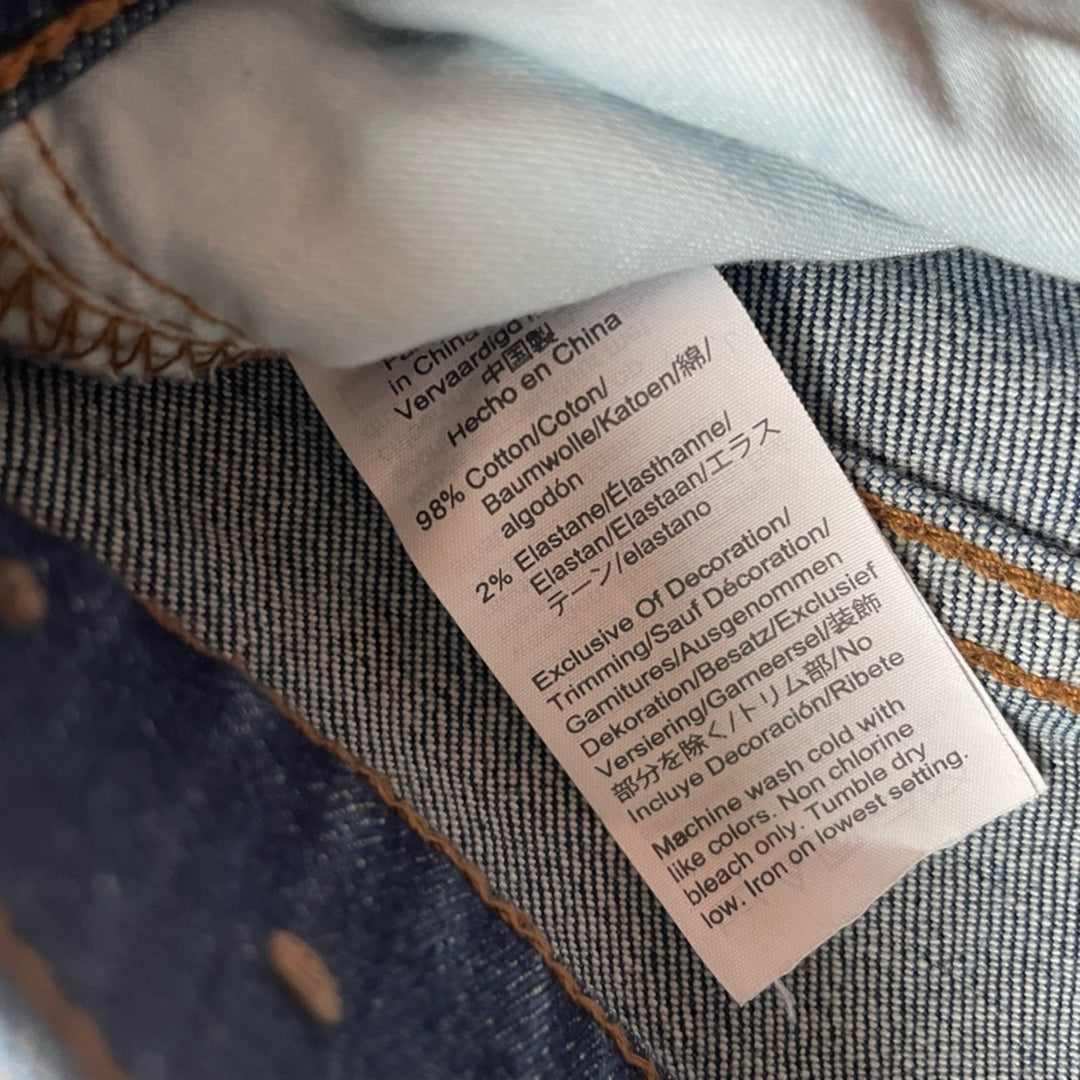 in China
Vervaardigd
中国製
Hecho en China
98% Cotton/Coton/
Baumwolle/Katoen/綿/
algodón
2% Elastane/Élasthanne/
Elastan/Elastaan/エラス
テーン/elastano
Exclusive Of Decoration/
Trimming/Sauf Décoration/
Garnitures/Ausgenommen
Dekoration/Besatz/Exclusief
Versiering/Garneersel/装飾
部分を除く/トリム部/No
Incluye Decoración/Ribete
Machine wash cold with
like colors. Non chlorine
bleach only. Tumble dry
low. Iron on lowest setting.